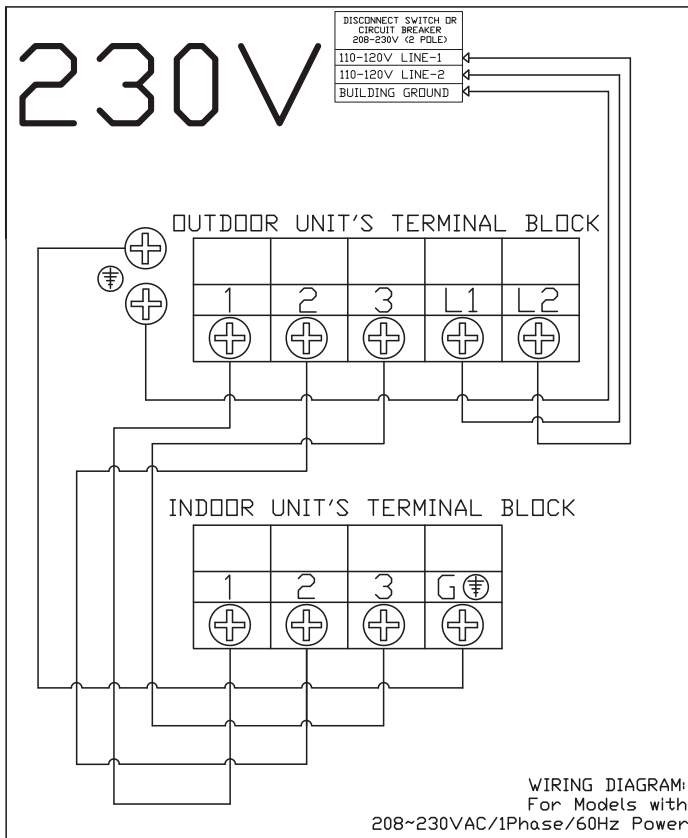 230V
DISCONNECT SWITCH OR
CIRCUIT BREAKER
208-230V (2 POLE)
110-120V LINE-1
110-120V LINE-2
BUILDING GROUND
OUTDOOR UNIT'S TERMINAL BLOCK
1 2 3 L1 L2
INDOOR UNIT'S TERMINAL BLOCK
1 2 3 G
WIRING DIAGRAM:
For Models with
208~230VAC/1Phase/60Hz Power